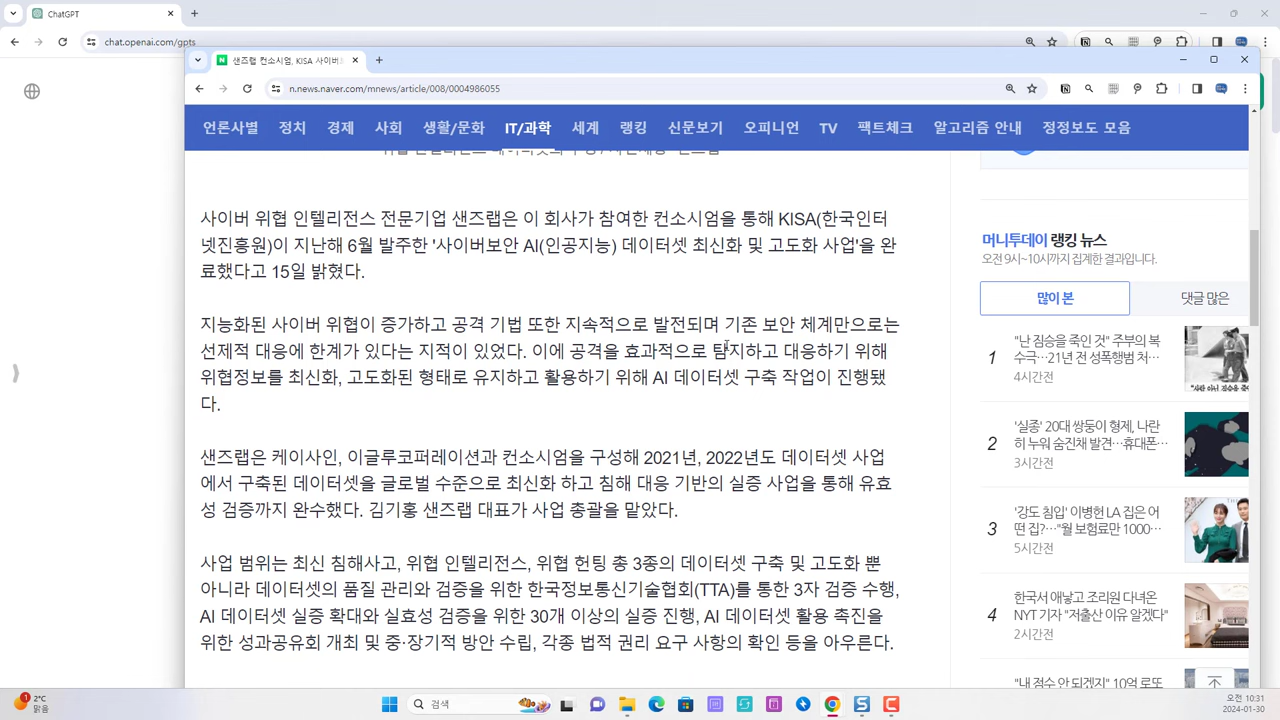 ChatGPT
chat.openai.com/gpts
샌즈랩 컨소시엄, KISA 사이버
n.news.naver.com/mnews/article/008/0004986055
언론사별 정치 경제 사회 생활/문화 IT/과학 세계 랭킹 신문보기 오피니언 TV 팩트체크 알고리즘 안내 정정보도 모음
사이버 위협 인텔리전스 전문기업 샌즈랩은 이 회사가 참여한 컨소시엄을 통해 KISA(한국인터
넷진흥원)이 지난해 6월 발주한 '사이버보안 AI(인공지능) 데이터셋 최신화 및 고도화 사업'을 완
료했다고 15일 밝혔다.
지능화된 사이버 위협이 증가하고 공격 기법 또한 지속적으로 발전되며 기존 보안 체계만으로는
선제적 대응에 한계가 있다는 지적이 있었다. 이에 공격을 효과적으로 탐지하고 대응하기 위해
위협정보를 최신화, 고도화된 형태로 유지하고 활용하기 위해 AI 데이터셋 구축 작업이 진행됐
다.
샌즈랩은 케이사인, 이글루코퍼레이션과 컨소시엄을 구성해 2021년, 2022년도 데이터셋 사업
에서 구축된 데이터셋을 글로벌 수준으로 최신화 하고 침해 대응 기반의 실증 사업을 통해 유효
성 검증까지 완수했다. 김기홍 샌즈랩 대표가 사업 총괄을 맡았다.
사업 범위는 최신 침해사고, 위협 인텔리전스, 위협 헌팅 총 3종의 데이터셋 구축 및 고도화 뿐
아니라 데이터셋의 품질 관리와 검증을 위한 한국정보통신기술협회(TTA)를 통한 3자 검증 수행,
AI 데이터셋 실증 확대와 실효성 검증을 위한 30개 이상의 실증 진행, AI 데이터셋 활용 촉진을
위한 성과공유회 개최 및 중·장기적 방안 수립, 각종 법적 권리 요구 사항의 확인 등을 아우른다.
머니투데이 랭킹 뉴스
오전 9시~10시까지 집계한 결과입니다.
많이 본
댓글 많은
1
"난 짐승을 죽인 것" 주부의 복
수극…21년 전 성폭행범 처…
4시간전
2
'실종' 20대 쌍둥이 형제, 나란
히 누워 숨진채 발견…휴대폰…
3시간전
3
'강도 침입' 이병헌 LA 집은 어
떤 집?…"월 보험료만 1000…
5시간전
4
한국서 애낳고 조리원 다녀온
NYT 기자 "저출산 이유 알겠다"
2시간전
"내 점수 안 되겠지" 10억 로또
2°C
맑음
검색
오전 10:31
2024-01-30